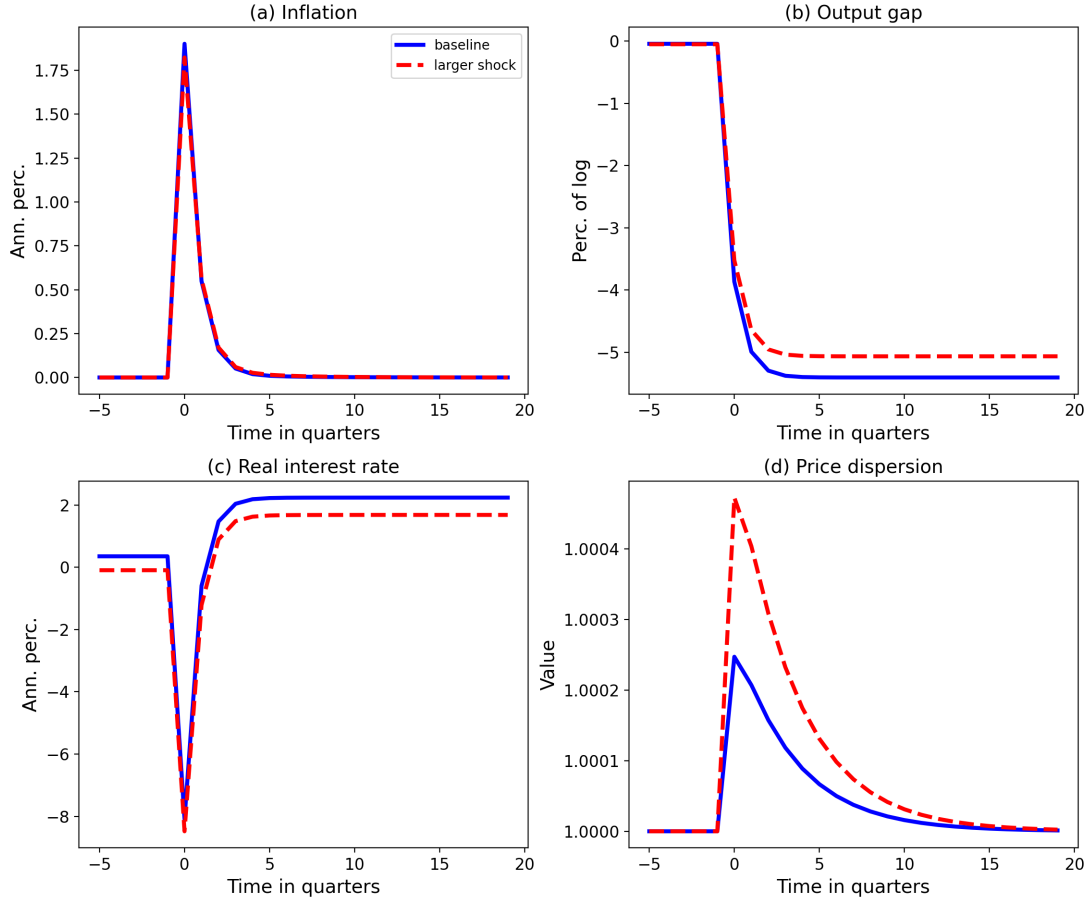 (a) Inflation
Ann. perc.
1.75
1.50
1.25
1.00
0.75
0.50
0.25
0.00
baseline
larger shock
−5 0 5 10 15 20
Time in quarters
(b) Output gap
Perc. of log
0
−1
−2
−3
−4
−5
−5 0 5 10 15 20
Time in quarters
(c) Real interest rate
Ann. perc.
2
0
−2
−4
−6
−8
−5 0 5 10 15 20
Time in quarters
(d) Price dispersion
Value
1.0004
1.0003
1.0002
1.0001
1.0000
−5 0 5 10 15 20
Time in quarters